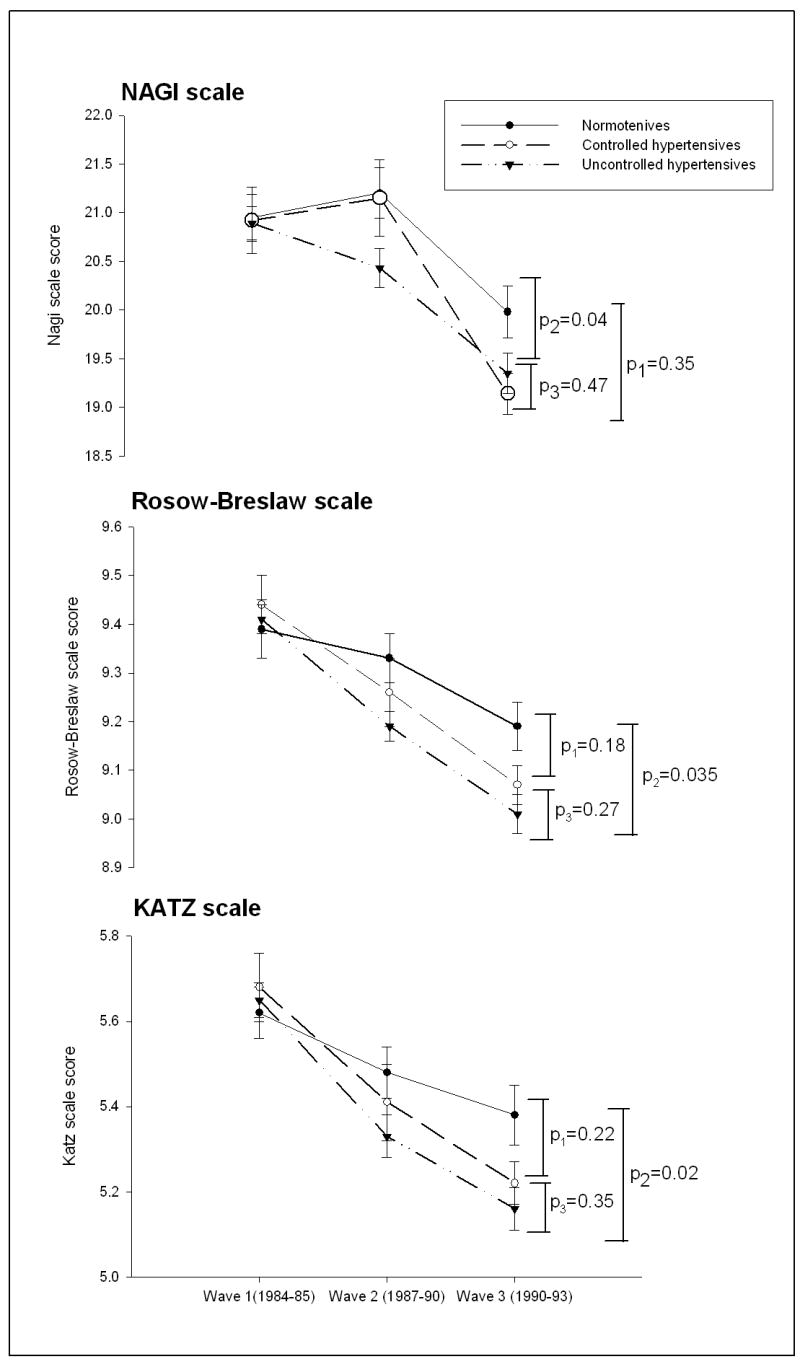 NAGI scale
22.0
21.5
21.0
20.5
20.0
19.5
19.0
18.5
Nagi scale score
Normotenives
Controlled hypertensives
Uncontrolled hypertensives
p2=0.04
p1=0.35
p3=0.47
Rosow-Breslaw scale
9.6
9.5
9.4
9.3
9.2
9.1
9.0
8.9
Rosow-Breslaw scale score
p1=0.18
p2=0.035
p3=0.27
KATZ scale
5.8
5.6
5.4
5.2
5.0
Katz scale score
p1=0.22
p2=0.02
p3=0.35
Wave 1(1984-85) Wave 2 (1987-90) Wave 3 (1990-93)